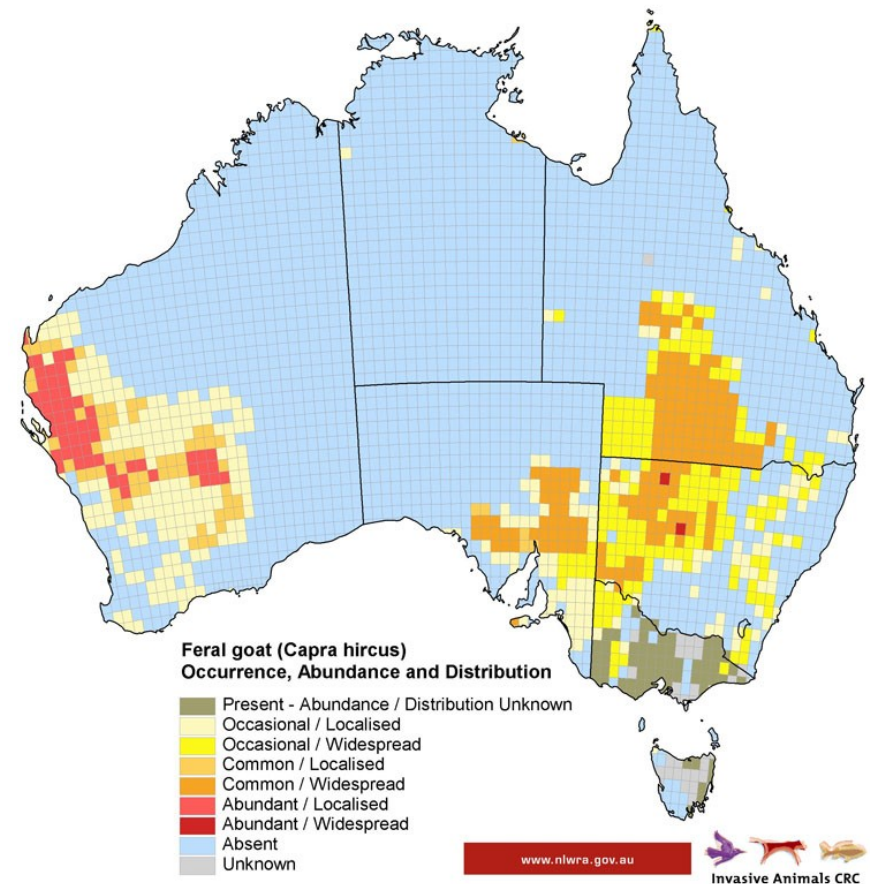 Feral goat (Capra hircus)
Occurrence, Abundance and Distribution
Present - Abundance / Distribution Unknown
Occasional / Localised
Occasional / Widespread
Common / Localised
Common / Widespread
Abundant / Localised
Abundant / Widespread
Absent
Unknown
www.nlwra.gov.au
Invasive Animals CRC